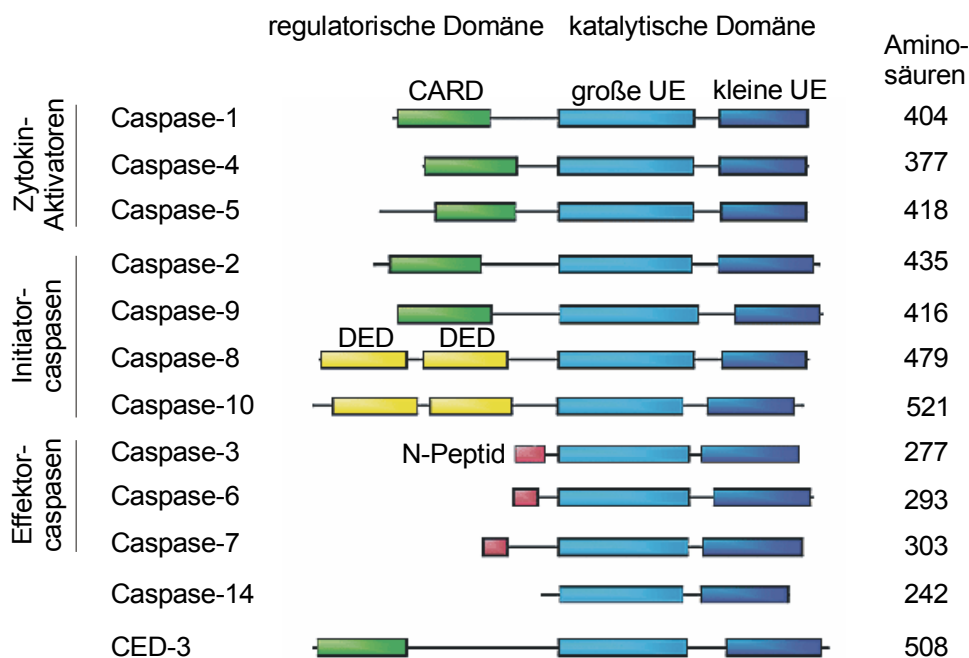 regulatorische Domäne katalytische Domäne
Amino-
säuren
CARD große UE kleine UE
Zytokin-
Aktivatoren
Caspase-1 404
Caspase-4 377
Caspase-5 418
Initiator-
caspasen
Caspase-2 435
Caspase-9 416
DED DED
Caspase-8 479
Caspase-10 521
Effektor-
caspasen
Caspase-3 N-Peptid 277
Caspase-6 293
Caspase-7 303
Caspase-14 242
CED-3 508